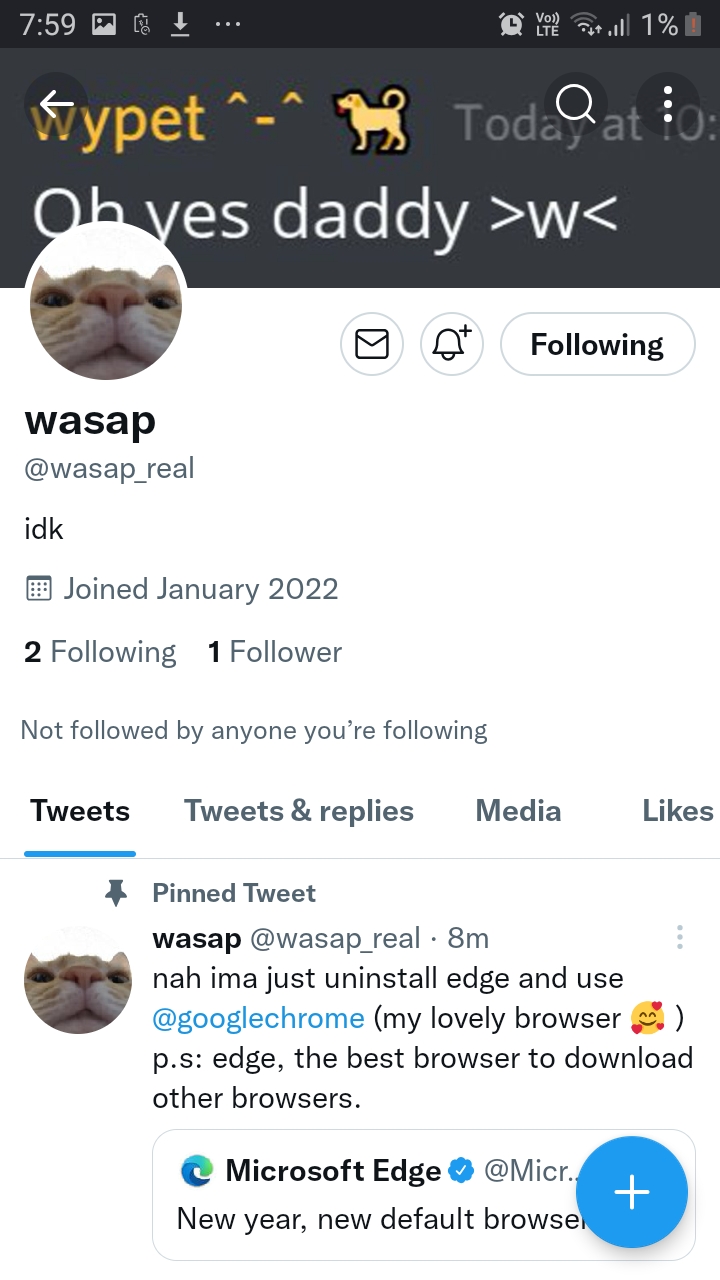 7:59 ... Vo)) LTE 1%
wypet ^-^ Today at 10:
Oh yes daddy >w<
Following
wasap
@wasap_real
idk
Joined January 2022
2 Following 1 Follower
Not followed by anyone you’re following
Tweets Tweets & replies Media Likes
Pinned Tweet
wasap @wasap_real · 8m
nah ima just uninstall edge and use
@googlechrome (my lovely browser 🥰 )
p.s: edge, the best browser to download
other browsers.
Microsoft Edge @Micr..
New year, new default browser